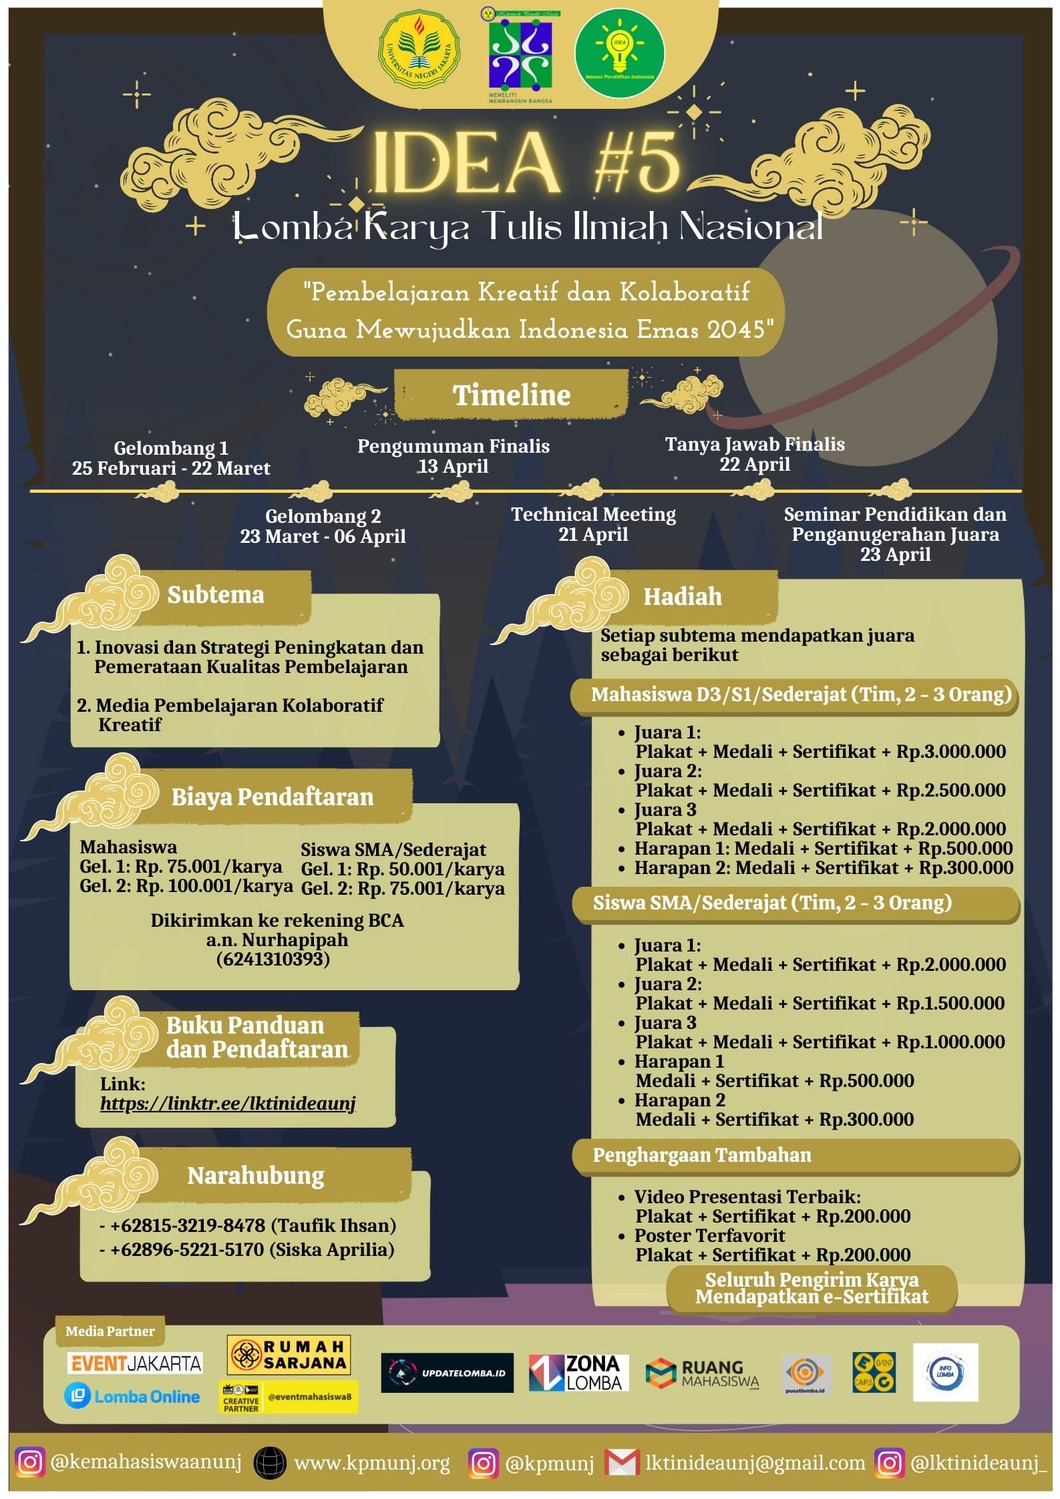 UNIVERSITAS NEGERI JAKARTA
MENELITI
MEMBANGUN BANGSA
IDEA
Inovasi Pendidikan Indonesia
IDEA #5
Lomba Karya Tulis Ilmiah Nasional
"Pembelajaran Kreatif dan Kolaboratif
Guna Mewujudkan Indonesia Emas 2045"
Timeline
Gelombang 1
25 Februari - 22 Maret
Pengumuman Finalis
13 April
Tanya Jawab Finalis
22 April
Gelombang 2
23 Maret - 06 April
Technical Meeting
21 April
Seminar Pendidikan dan
Penganugerahan Juara
23 April
Subtema
1. Inovasi dan Strategi Peningkatan dan
Pemerataan Kualitas Pembelajaran
2. Media Pembelajaran Kolaboratif
Kreatif
Biaya Pendaftaran
Mahasiswa
Gel. 1: Rp. 75.001/karya
Gel. 2: Rp. 100.001/karya
Siswa SMA/Sederajat
Gel. 1: Rp. 50.001/karya
Gel. 2: Rp. 75.001/karya
Dikirimkan ke rekening BCA
a.n. Nurhapipah
(6241310393)
Buku Panduan
dan Pendaftaran
Link:
https://linktr.ee/lktinideaunj
Narahubung
- +62815-3219-8478 (Taufik Ihsan)
- +62896-5221-5170 (Siska Aprilia)
Hadiah
Setiap subtema mendapatkan juara
sebagai berikut
Mahasiswa D3/S1/Sederajat (Tim, 2 - 3 Orang)
• Juara 1:
Plakat + Medali + Sertifikat + Rp.3.000.000
• Juara 2:
Plakat + Medali + Sertifikat + Rp.2.500.000
• Juara 3
Plakat + Medali + Sertifikat + Rp.2.000.000
• Harapan 1: Medali + Sertifikat + Rp.500.000
• Harapan 2: Medali + Sertifikat + Rp.300.000
Siswa SMA/Sederajat (Tim, 2 - 3 Orang)
• Juara 1:
Plakat + Medali + Sertifikat + Rp.2.000.000
• Juara 2:
Plakat + Medali + Sertifikat + Rp.1.500.000
• Juara 3
Plakat + Medali + Sertifikat + Rp.1.000.000
• Harapan 1
Medali + Sertifikat + Rp.500.000
• Harapan 2
Medali + Sertifikat + Rp.300.000
Penghargaan Tambahan
• Video Presentasi Terbaik:
Plakat + Sertifikat + Rp.200.000
• Poster Terfavorit
Plakat + Sertifikat + Rp.200.000
Seluruh Pengirim Karya
Mendapatkan e-Sertifikat
Media Partner
EVENTJAKARTA
RUMAH
SARJANA
Lomba Online
CREATIVE
PARTNER
@eventmahasiswa8
UPDATELOMBA.ID
ZONA
LOMBA
RUANG
MAHASISWA
.com
pusatlomba.id
EVENT
CAMPUS
INFO
LOMBA
@kemahasiswaanunj
www.kpmunj.org
@kpmunj
lktinideaunj@gmail.com
@lktinideaunj_